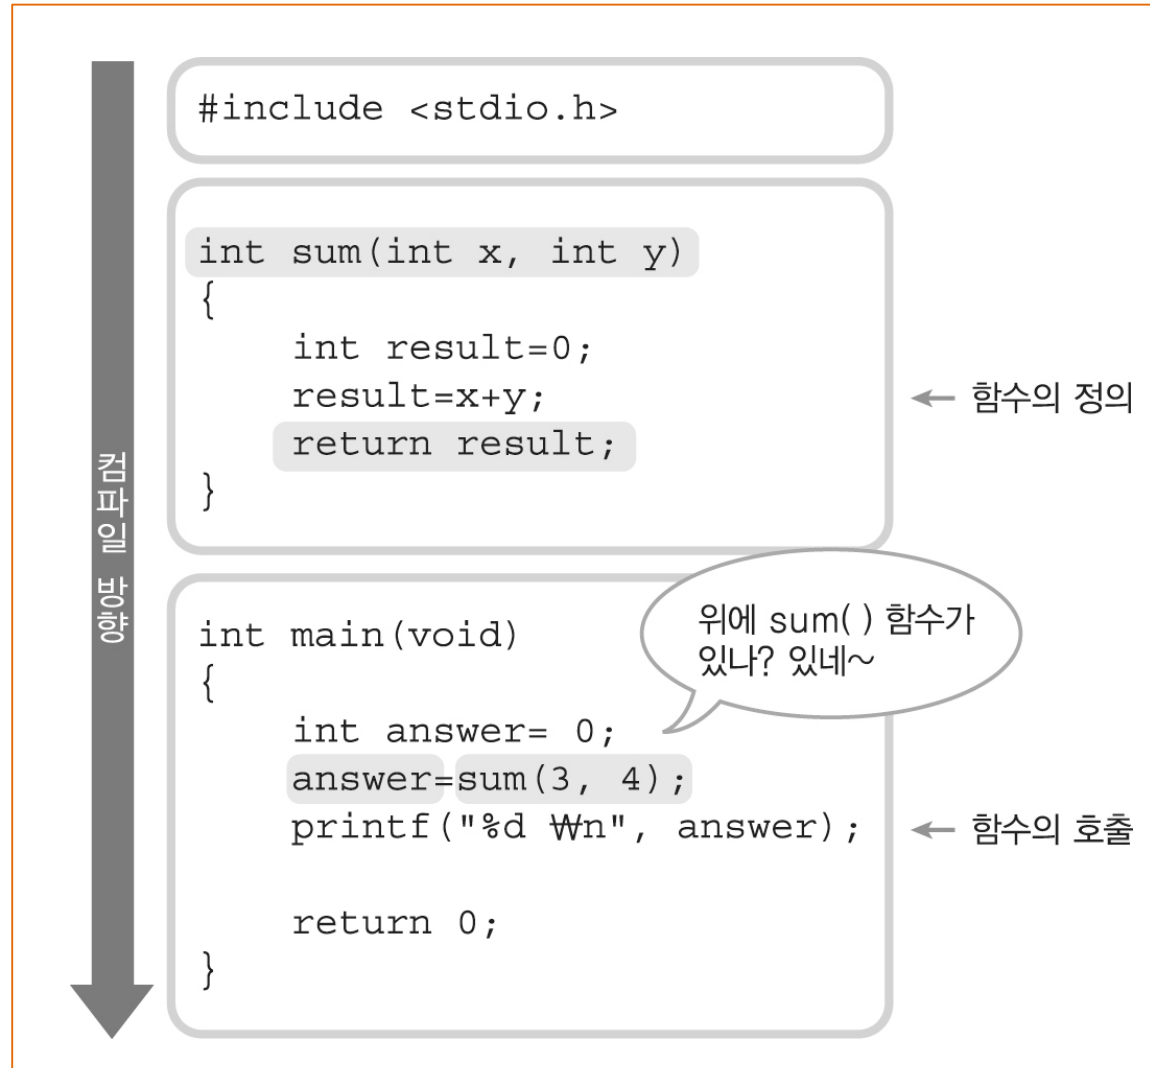 #include <stdio.h>
int sum(int x, int y)
{
int result=0;
result=x+y;
return result;
}
← 함수의 정의
컴파일 방향
int main(void)
{
위에 sum( ) 함수가
있나? 있네~
int answer= 0;
answer=sum(3, 4);
printf("%d ₩n", answer);
← 함수의 호출
return 0;
}